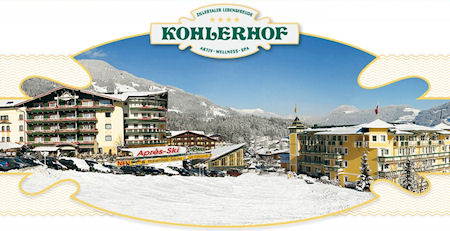 ZILLERTALER LEBENSFREUDE
KOHLERHOF
AKTIV - WELLNESS - SPA
Après-Ski